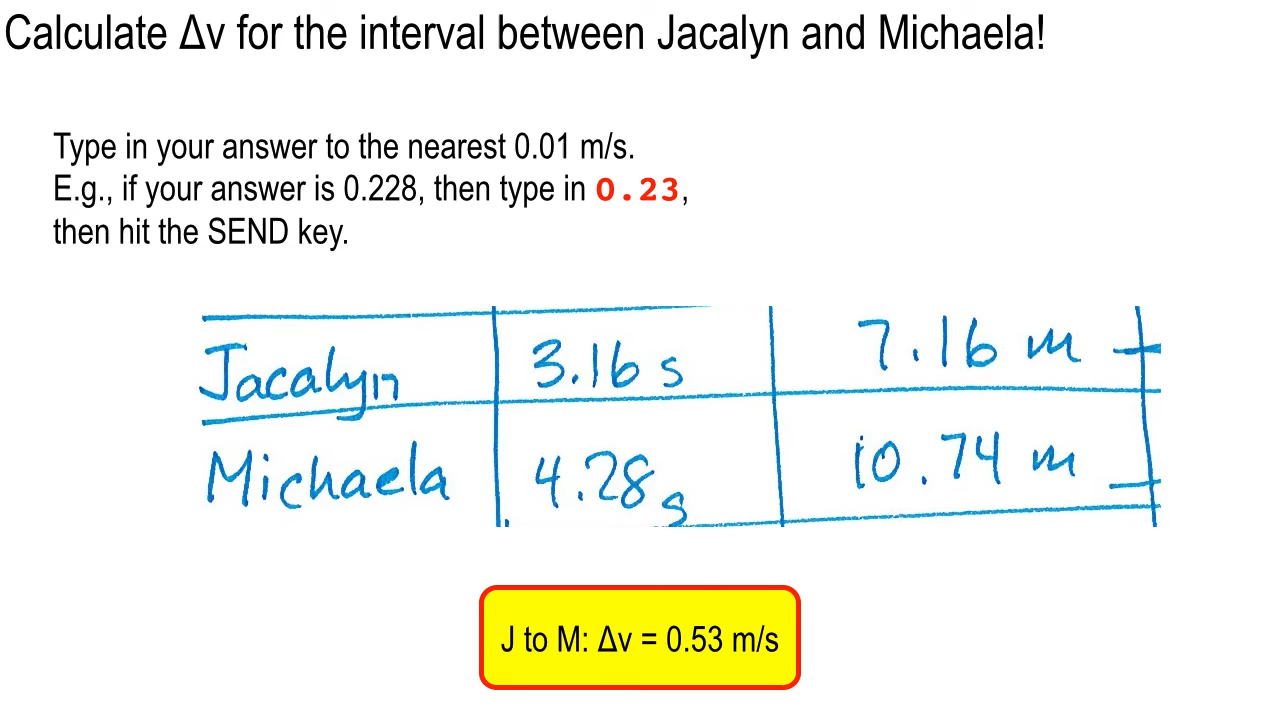 Calculate Δv for the interval between Jacalyn and Michaela!
Type in your answer to the nearest 0.01 m/s.
E.g., if your answer is 0.228, then type in 0.23,
then hit the SEND key.
Jacalyn 3.16 s 7.16 m
Michaela 4.28 s 10.74 m
J to M: Δv = 0.53 m/s